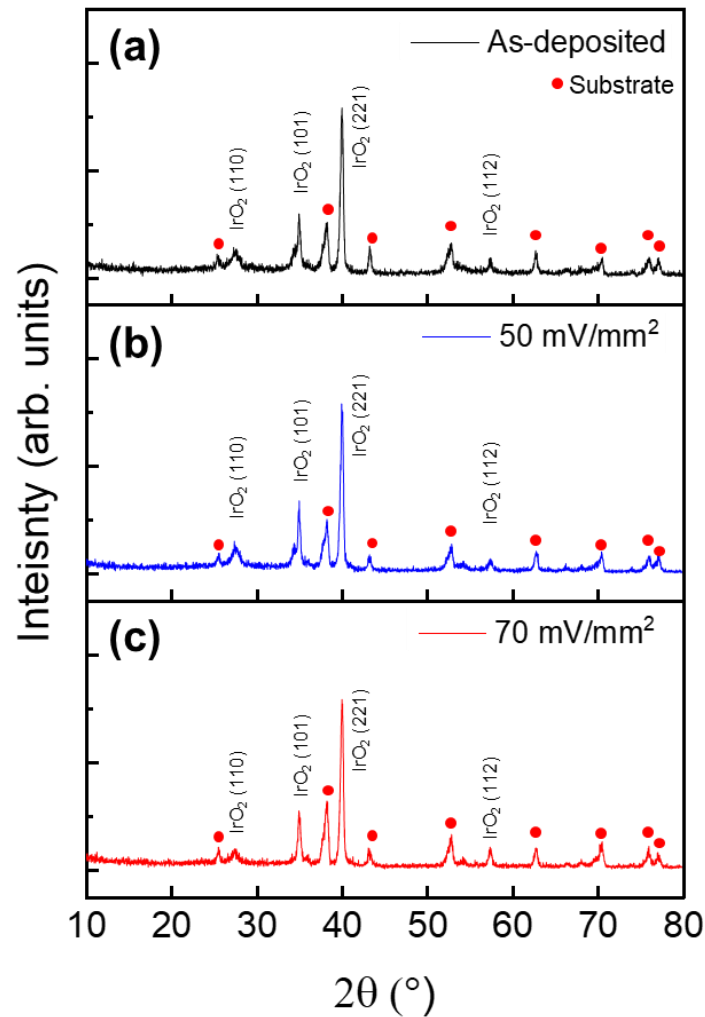 (a)
As-deposited
Substrate
IrO₂ (110)
IrO₂ (101)
IrO₂ (221)
IrO₂ (112)
(b)
50 mV/mm²
IrO₂ (110)
IrO₂ (101)
IrO₂ (221)
IrO₂ (112)
(c)
70 mV/mm²
IrO₂ (110)
IrO₂ (101)
IrO₂ (221)
IrO₂ (112)
Inteisnty (arb. units)
10 20 30 40 50 60 70 80
2θ (°)